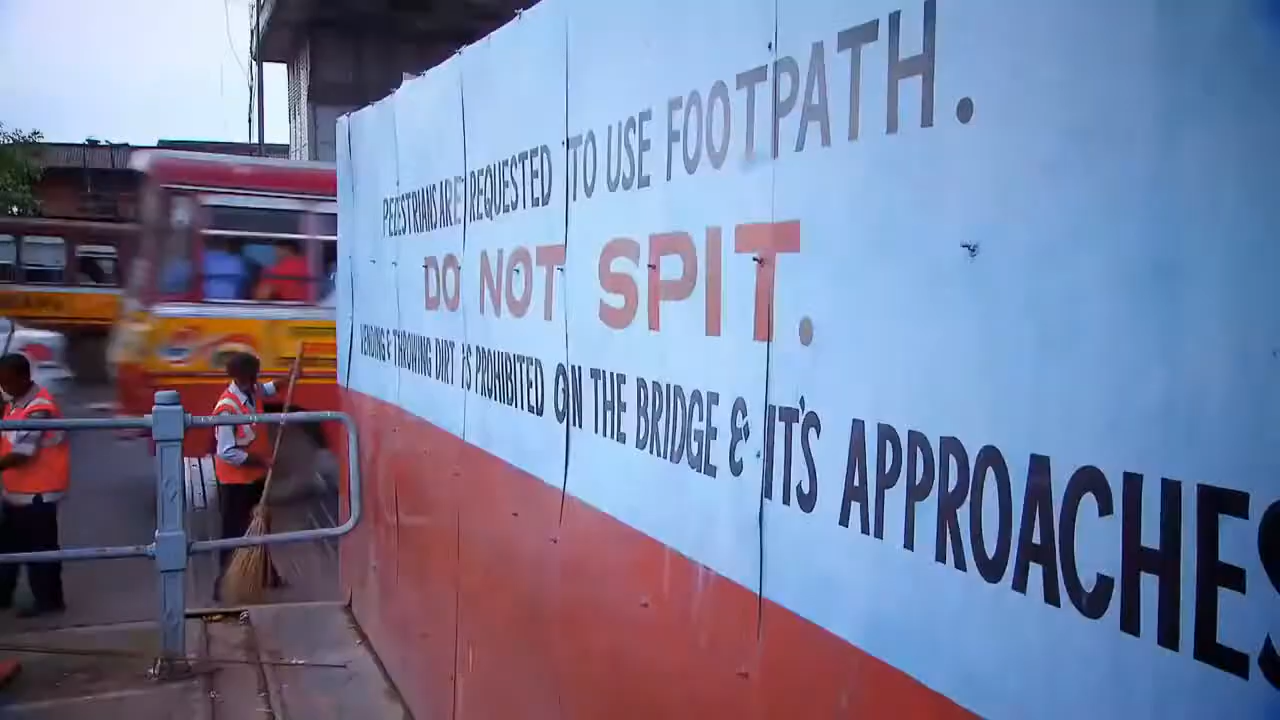 PEDESTRIANS ARE REQUESTED TO USE FOOTPATH.
DO NOT SPIT.
VENDING & THROWING DIRT IS PROHIBITED ON THE BRIDGE & IT'S APPROACHES